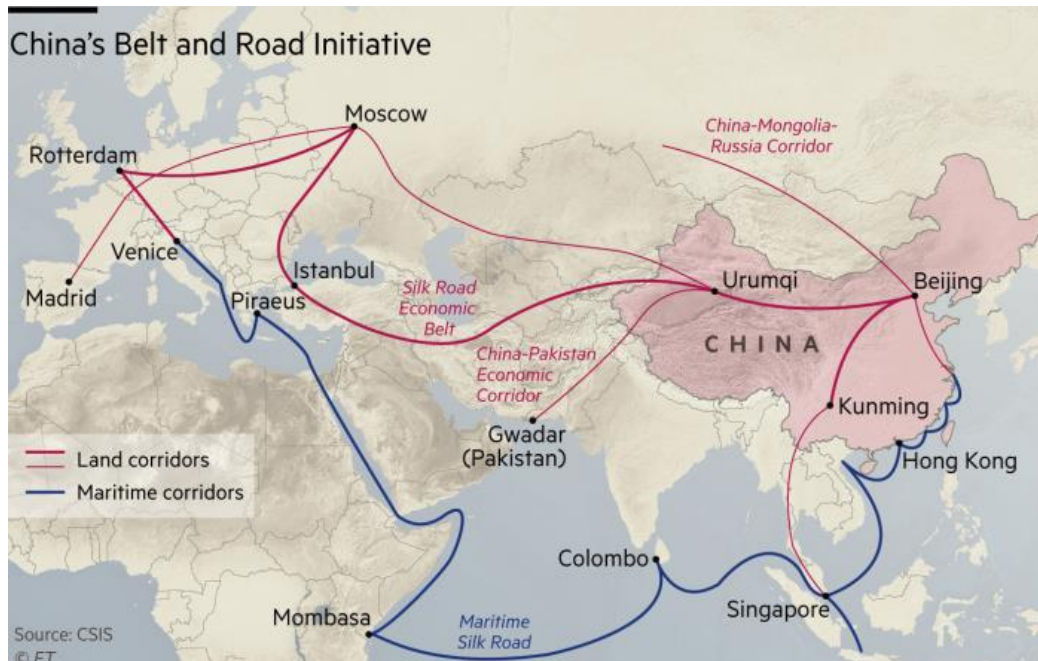 China's Belt and Road Initiative
Moscow
China-Mongolia-
Russia Corridor
Rotterdam
Venice
Istanbul
Urumqi
Beijing
Madrid
Piraeus
Silk Road
Economic
Belt
CHINA
China-Pakistan
Economic
Corridor
Kunming
Gwadar
(Pakistan)
Hong Kong
Land corridors
Maritime corridors
Colombo
Singapore
Mombasa
Maritime
Silk Road
Source: CSIS
© FT